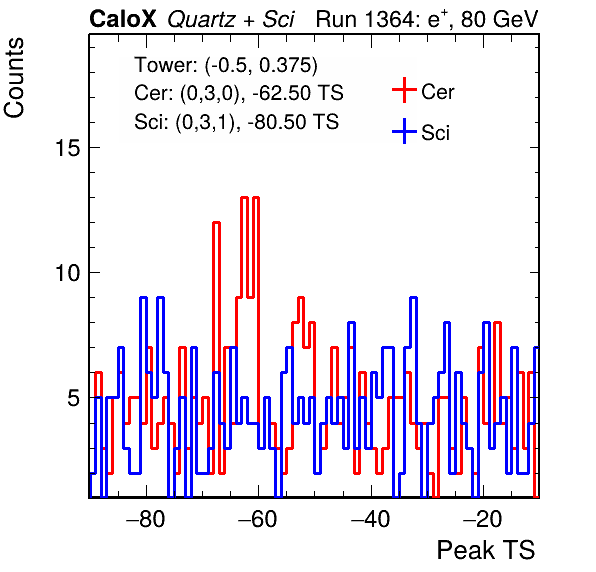 CaloX Quartz + Sci Run 1364: e+, 80 GeV
Counts
Tower: (-0.5, 0.375)
Cer: (0,3,0), -62.50 TS
Sci: (0,3,1), -80.50 TS
Cer
Sci
15
10
5
−80 −60 −40 −20
Peak TS